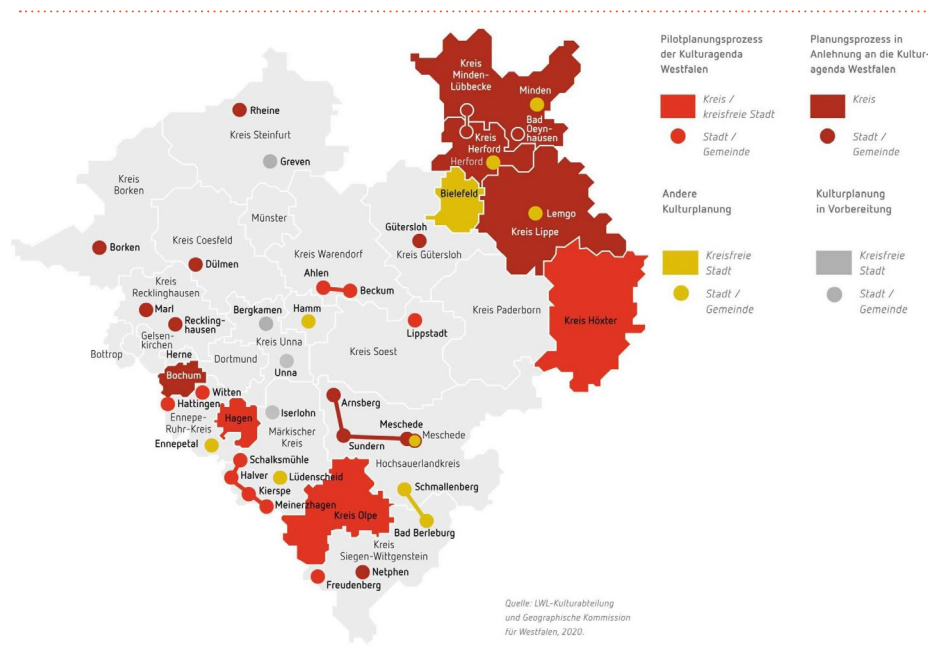 Pilotplanungsprozess
der Kulturagenda
Westfalen
Planungsprozess in
Anlehnung an die Kultur-
agenda Westfalen
Kreis /
kreisfreie Stadt
Kreis
Stadt /
Gemeinde
Stadt /
Gemeinde
Andere
Kulturplanung
Kulturplanung
in Vorbereitung
Kreisfreie
Stadt
Kreisfreie
Stadt
Stadt /
Gemeinde
Stadt /
Gemeinde
Kreis
Minden-
Lübbecke
Minden
Bad
Oeyn-
hausen
Kreis
Herford
Herford
Rheine
Kreis Steinfurt
Greven
Kreis
Borken
Bielefeld
Lemgo
Kreis Lippe
Münster
Gütersloh
Kreis Gütersloh
Kreis Coesfeld
Borken
Kreis Warendorf
Dülmen
Ahlen
Beckum
Kreis
Recklinghausen
Kreis Paderborn
Kreis Höxter
Marl
Reckling-
hausen
Bergkamen
Hamm
Lippstadt
Gelsen-
kirchen
Kreis Unna
Kreis Soest
Bottrop
Herne
Dortmund
Unna
Bochum
Witten
Hattingen
Arnsberg
Ennepe-
Ruhr-Kreis
Hagen
Iserlohn
Märkischer
Kreis
Meschede
Meschede
Ennepetal
Sundern
Hochsauerlandkreis
Schalksmühle
Halver
Lüdenscheid
Kierspe
Schmallenberg
Meinerzhagen
Kreis Olpe
Bad Berleburg
Kreis
Siegen-Wittgenstein
Netphen
Freudenberg
Quelle: LWL-Kulturabteilung
und Geographische Kommission
für Westfalen, 2020.